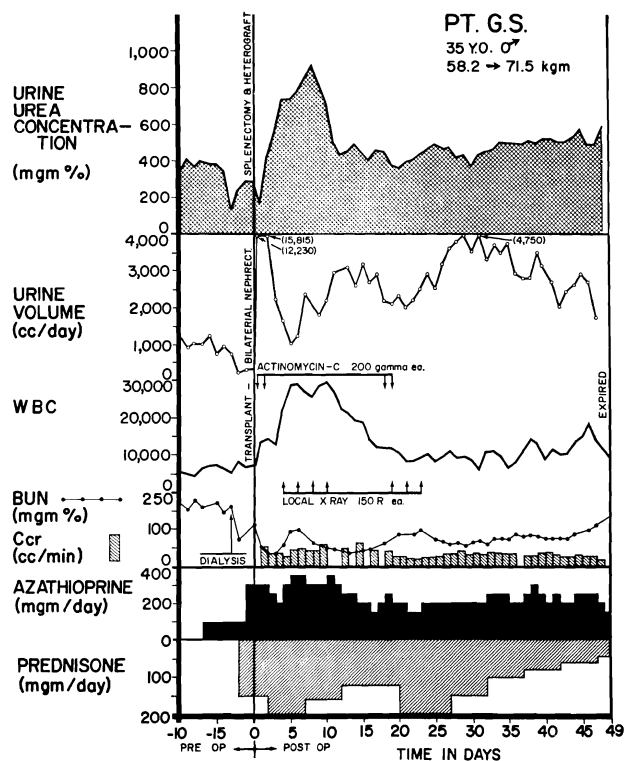 PT. G.S.
35 Y.O. ♂
58.2 → 71.5 kgm
URINE
UREA
CONCENTRA-
TION
(mgm %)
1,000
800
600
400
200
0
SPLENECTOMY & HETEROGRAFT
TRANSPLANT - BILATERAL NEPHRECT.
URINE
VOLUME
(cc/day)
4,000
3,000
2,000
1,000
0
(15,815)
(12,230)
(4,750)
ACTINOMYCIN-C 200 gamma ea.
WBC
30,000
20,000
10,000
0
LOCAL X RAY 150 R ea.
EXPIRED
BUN
(mgm %)
Ccr
(cc/min)
250
100
0
DIALYSIS
AZATHIOPRINE
(mgm/day)
400
200
0
PREDNISONE
(mgm/day)
100
200
-10 -5 0 5 10 15 20 25 30 35 40 45 49
PRE OP POST OP TIME IN DAYS